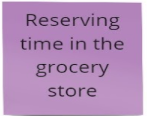 Reserving
time in the
grocery
store